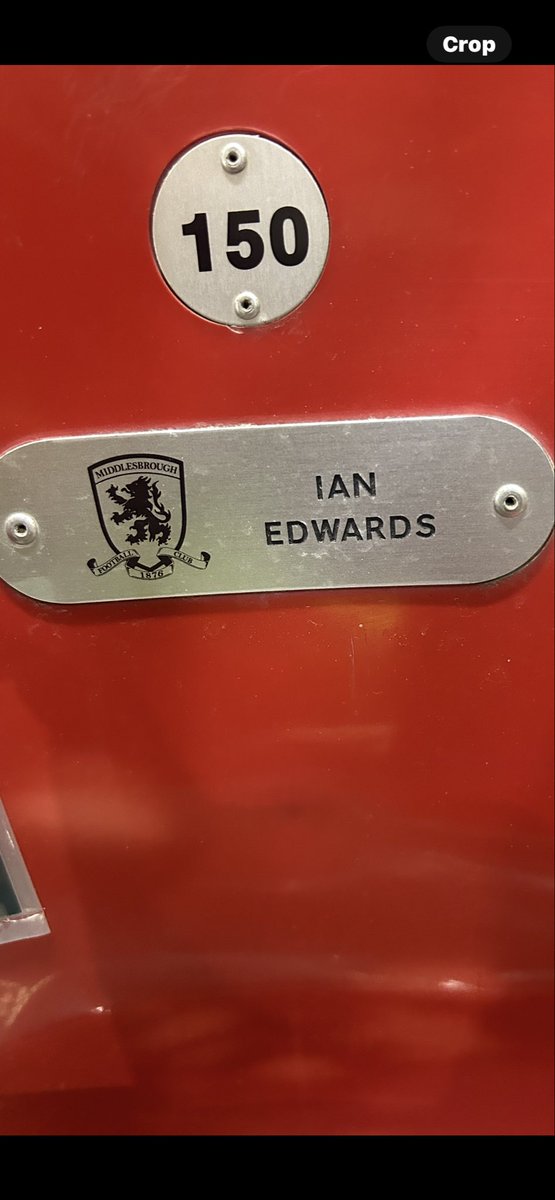 Crop
150
MIDDLESBROUGH
FOOTBALL CLUB
1876
IAN
EDWARDS